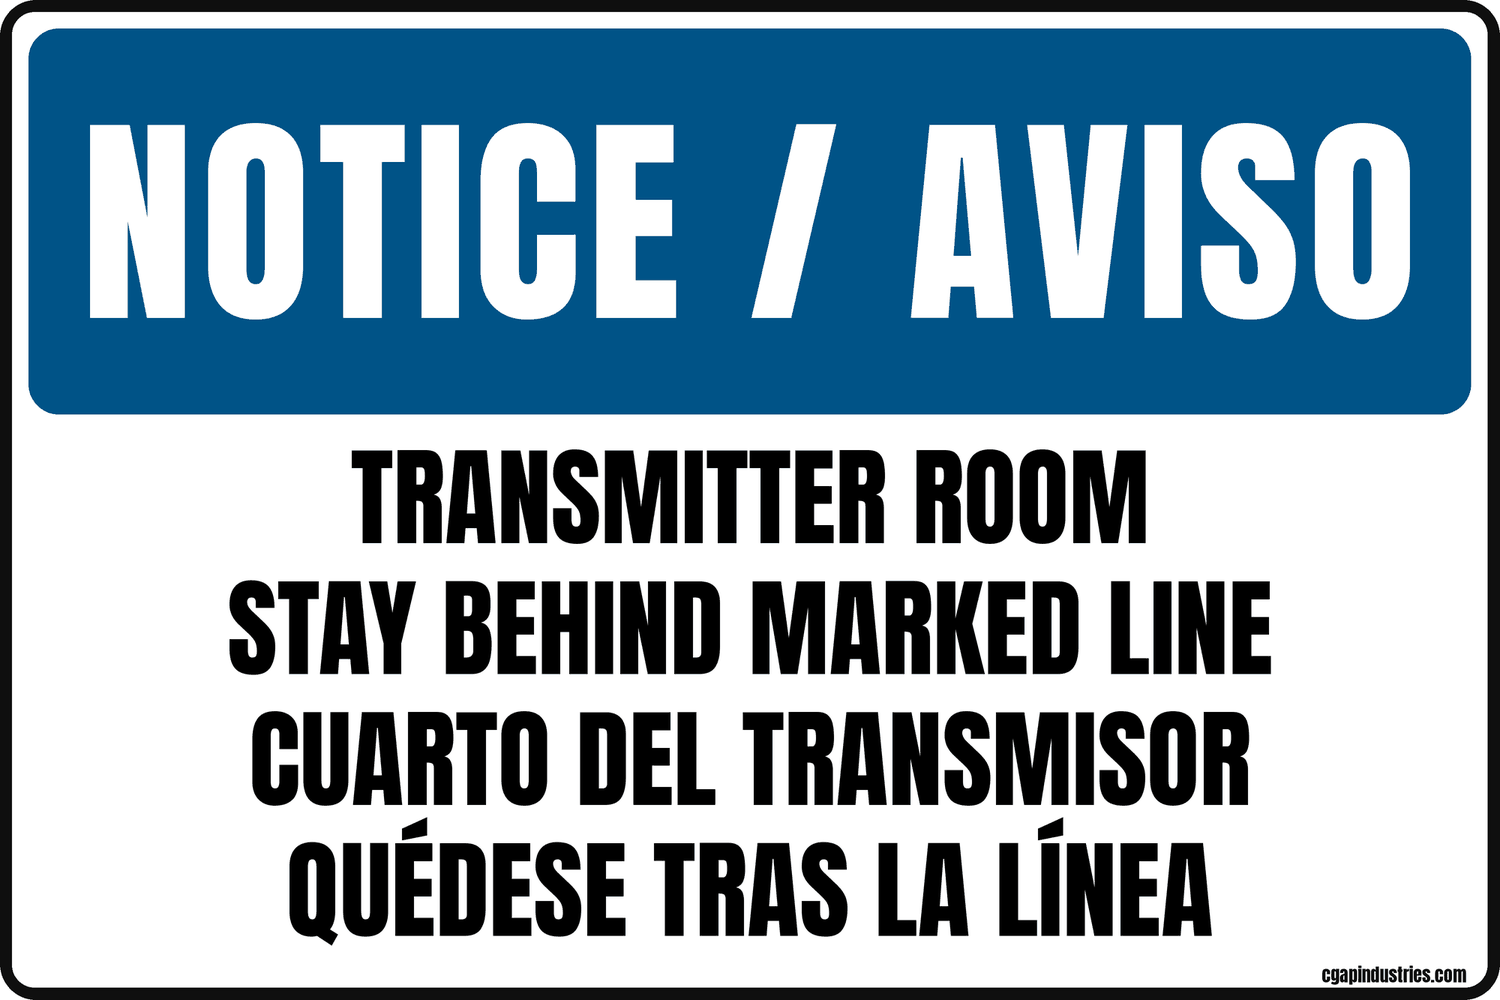 NOTICE / AVISO
TRANSMITTER ROOM
STAY BEHIND MARKED LINE
CUARTO DEL TRANSMISOR
QUÉDESE TRAS LA LÍNEA
cgapindustries.com